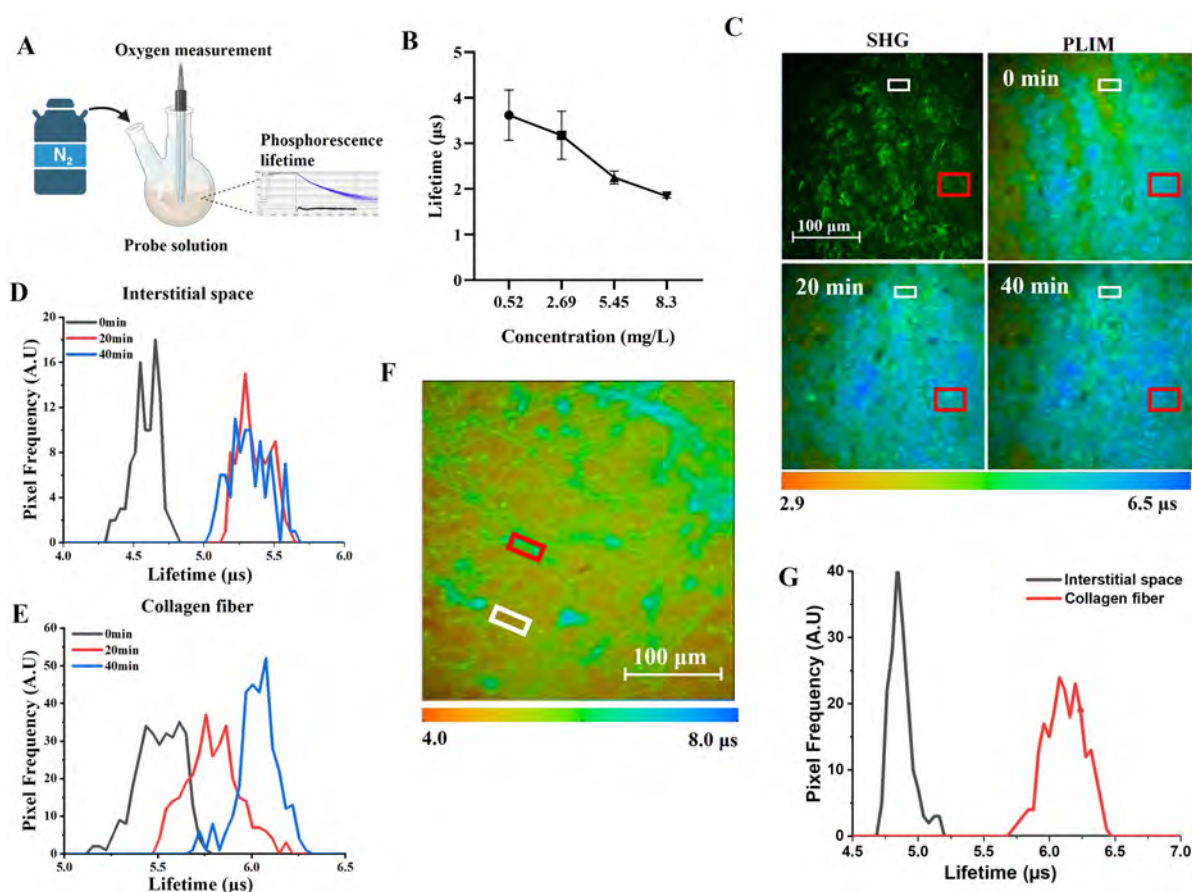 A
Oxygen measurement
N2
Phosphorescence
lifetime
Probe solution
B
Lifetime (μs)
5
4
3
2
1
0
0.52 2.69 5.45 8.3
Concentration (mg/L)
C
SHG
PLIM
100 μm
0 min
20 min
40 min
2.9
6.5 μs
D
Interstitial space
0min
20min
40min
Pixel Frequency (A.U)
20
16
12
8
4
0
4.0 4.5 5.0 5.5 6.0
Lifetime (μs)
E
Collagen fiber
0min
20min
40min
Pixel Frequency (A.U)
60
50
40
30
20
10
0
5.0 5.5 6.0 6.5
Lifetime (μs)
F
100 μm
4.0
8.0 μs
G
Interstitial space
Collagen fiber
Pixel Frequency (A.U)
40
30
20
10
0
4.5 5.0 5.5 6.0 6.5 7.0
Lifetime (μs)